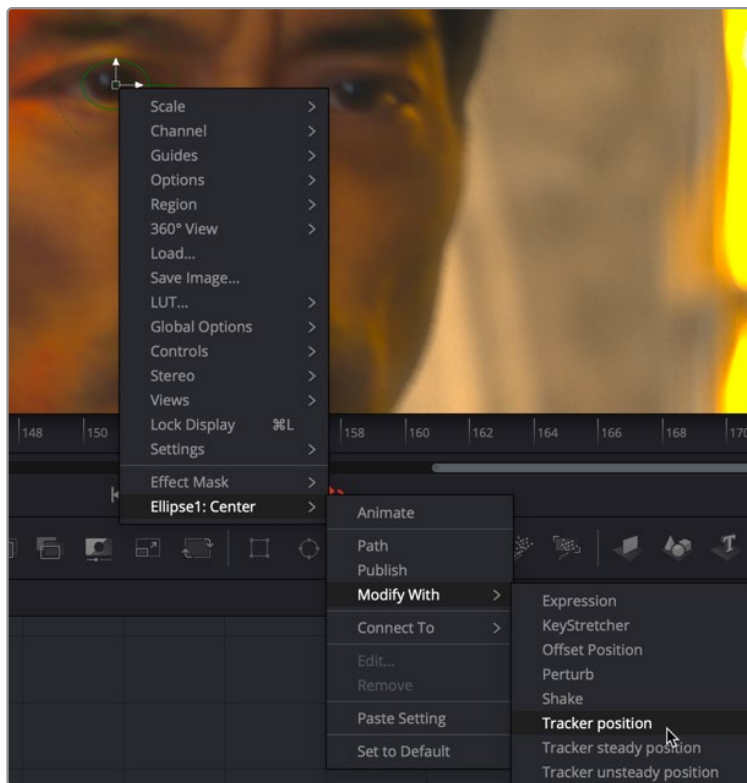 Scale
Channel
Guides
Options
Region
360° View
Load...
Save Image...
LUT...
Global Options
Controls
Stereo
Views
Lock Display ⌘L
Settings
148 150 158 160 162 164 166 168 170
Effect Mask
Ellipse1: Center
Animate
Path
Publish
Modify With
Connect To
Edit...
Remove
Paste Setting
Set to Default
Expression
KeyStretcher
Offset Position
Perturb
Shake
Tracker position
Tracker steady position
Tracker unsteady position
T